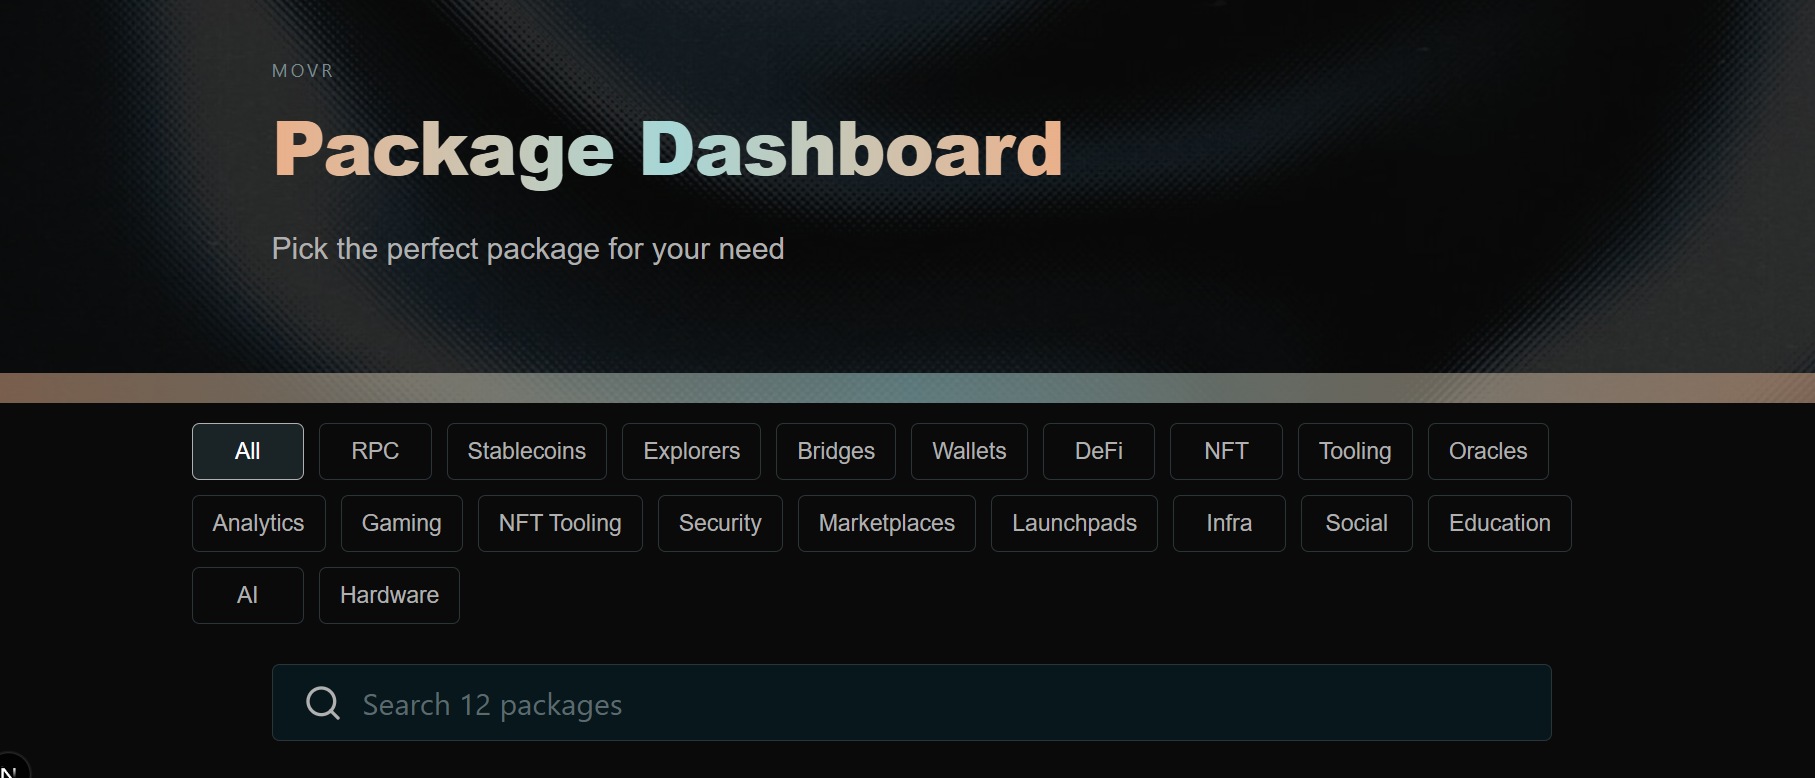 MOVR
Package Dashboard
Pick the perfect package for your need
All RPC Stablecoins Explorers Bridges Wallets DeFi NFT Tooling Oracles
Analytics Gaming NFT Tooling Security Marketplaces Launchpads Infra Social Education
AI Hardware
Search 12 packages
N